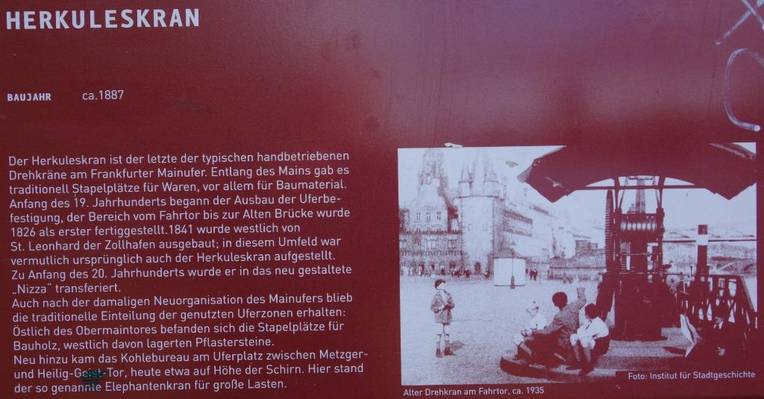 HERKULESKRAN
BAUJAHR ca.1887
Der Herkuleskran ist der letzte der typischen handbetriebenen
Drehkräne am Frankfurter Mainufer. Entlang des Mains gab es
traditionell Stapelplätze für Waren, vor allem für Baumaterial.
Anfang des 19. Jahrhunderts begann der Ausbau der Uferbe-
festigung, der Bereich vom Fahrtor bis zur Alten Brücke wurde
1826 als erster fertiggestellt.1841 wurde westlich von
St. Leonhard der Zollhafen ausgebaut; in diesem Umfeld war
vermutlich ursprünglich auch der Herkuleskran aufgestellt.
Zu Anfang des 20. Jahrhunderts wurde er in das neu gestaltete
„Nizza“ transferiert.
Auch nach der damaligen Neuorganisation des Mainufers blieb
die traditionelle Einteilung der genutzten Uferzonen erhalten:
Östlich des Obermaintores befanden sich die Stapelplätze für
Bauholz, westlich davon lagerten Pflastersteine.
Neu hinzu kam das Kohlebureau am Uferplatz zwischen Metzger-
und Heilig-Geist-Tor, heute etwa auf Höhe der Schirn. Hier stand
der so genannte Elephantenkran für große Lasten.
Foto: Institut für Stadtgeschichte
Alter Drehkran am Fahrtor, ca. 1935